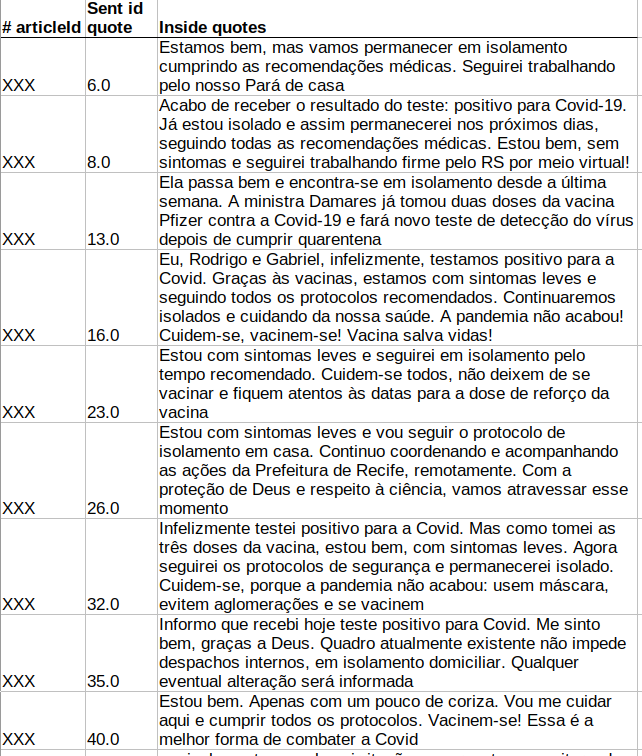 Sent id
# articleId quote Inside quotes
Estamos bem, mas vamos permanecer em isolamento
cumprindo as recomendações médicas. Seguirei trabalhando
XXX 6.0 pelo nosso Pará de casa
Acabo de receber o resultado do teste: positivo para Covid-19.
Já estou isolado e assim permanecerei nos próximos dias,
seguindo todas as recomendações médicas. Estou bem, sem
XXX 8.0 sintomas e seguirei trabalhando firme pelo RS por meio virtual!
Ela passa bem e encontra-se em isolamento desde a última
semana. A ministra Damares já tomou duas doses da vacina
Pfizer contra a Covid-19 e fará novo teste de detecção do vírus
XXX 13.0 depois de cumprir quarentena
Eu, Rodrigo e Gabriel, infelizmente, testamos positivo para a
Covid. Graças às vacinas, estamos com sintomas leves e
seguindo todos os protocolos recomendados. Continuaremos
isolados e cuidando da nossa saúde. A pandemia não acabou!
XXX 16.0 Cuidem-se, vacinem-se! Vacina salva vidas!
Estou com sintomas leves e seguirei em isolamento pelo
tempo recomendado. Cuidem-se todos, não deixem de se
vacinar e fiquem atentos às datas para a dose de reforço da
XXX 23.0 vacina
Estou com sintomas leves e vou seguir o protocolo de
isolamento em casa. Continuo coordenando e acompanhando
as ações da Prefeitura de Recife, remotamente. Com a
proteção de Deus e respeito à ciência, vamos atravessar esse
XXX 26.0 momento
Infelizmente testei positivo para a Covid. Mas como tomei as
três doses da vacina, estou bem, com sintomas leves. Agora
seguirei os protocolos de segurança e permanecerei isolado.
Cuidem-se, porque a pandemia não acabou: usem máscara,
XXX 32.0 evitem aglomerações e se vacinem
Informo que recebi hoje teste positivo para Covid. Me sinto
bem, graças a Deus. Quadro atualmente existente não impede
despachos internos, em isolamento domiciliar. Qualquer
XXX 35.0 eventual alteração será informada
Estou bem. Apenas com um pouco de coriza. Vou me cuidar
aqui e cumprir todos os protocolos. Vacinem-se! Essa é a
XXX 40.0 melhor forma de combater a Covid